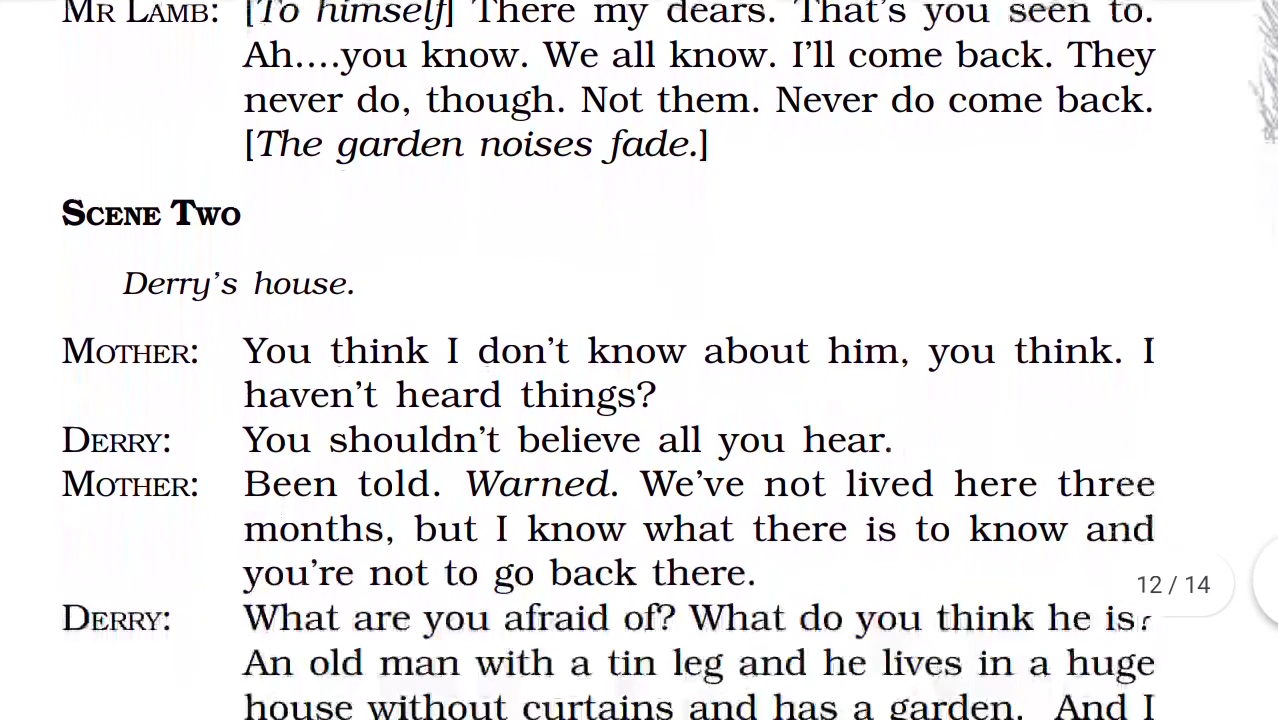 MR LAMB: [To himself] There my dears. That's you seen to.
Ah....you know. We all know. I'll come back. They
never do, though. Not them. Never do come back.
[The garden noises fade.]
SCENE TWO
Derry's house.
MOTHER: You think I don't know about him, you think. I
haven't heard things?
DERRY: You shouldn't believe all you hear.
MOTHER: Been told. Warned. We've not lived here three
months, but I know what there is to know and
you're not to go back there.
12 / 14
DERRY: What are you afraid of? What do you think he is?
An old man with a tin leg and he lives in a huge
house without curtains and has a garden. And I